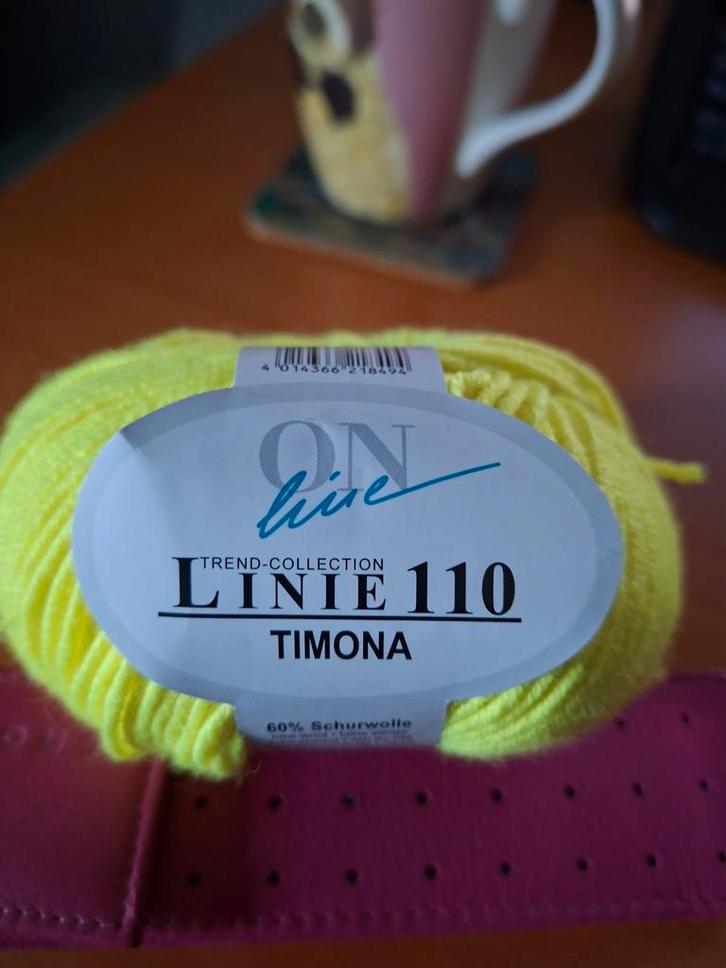 4 014366 218494
ON
line
TREND-COLLECTION
LINIE 110
TIMONA
60% Schurwolle